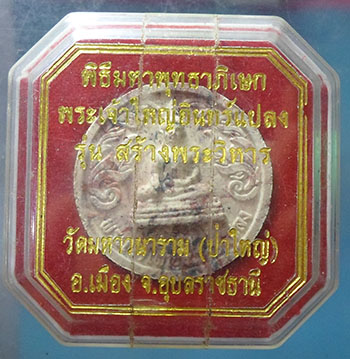 พิธีมหาพุทธาภิเษก
พระเจ้าใหญ่อินทร์แปลง
รุ่น สร้างพระวิหาร
วัดมหาวนาราม (ป่าใหญ่)
อ.เมือง จ.อุบลราชธานี